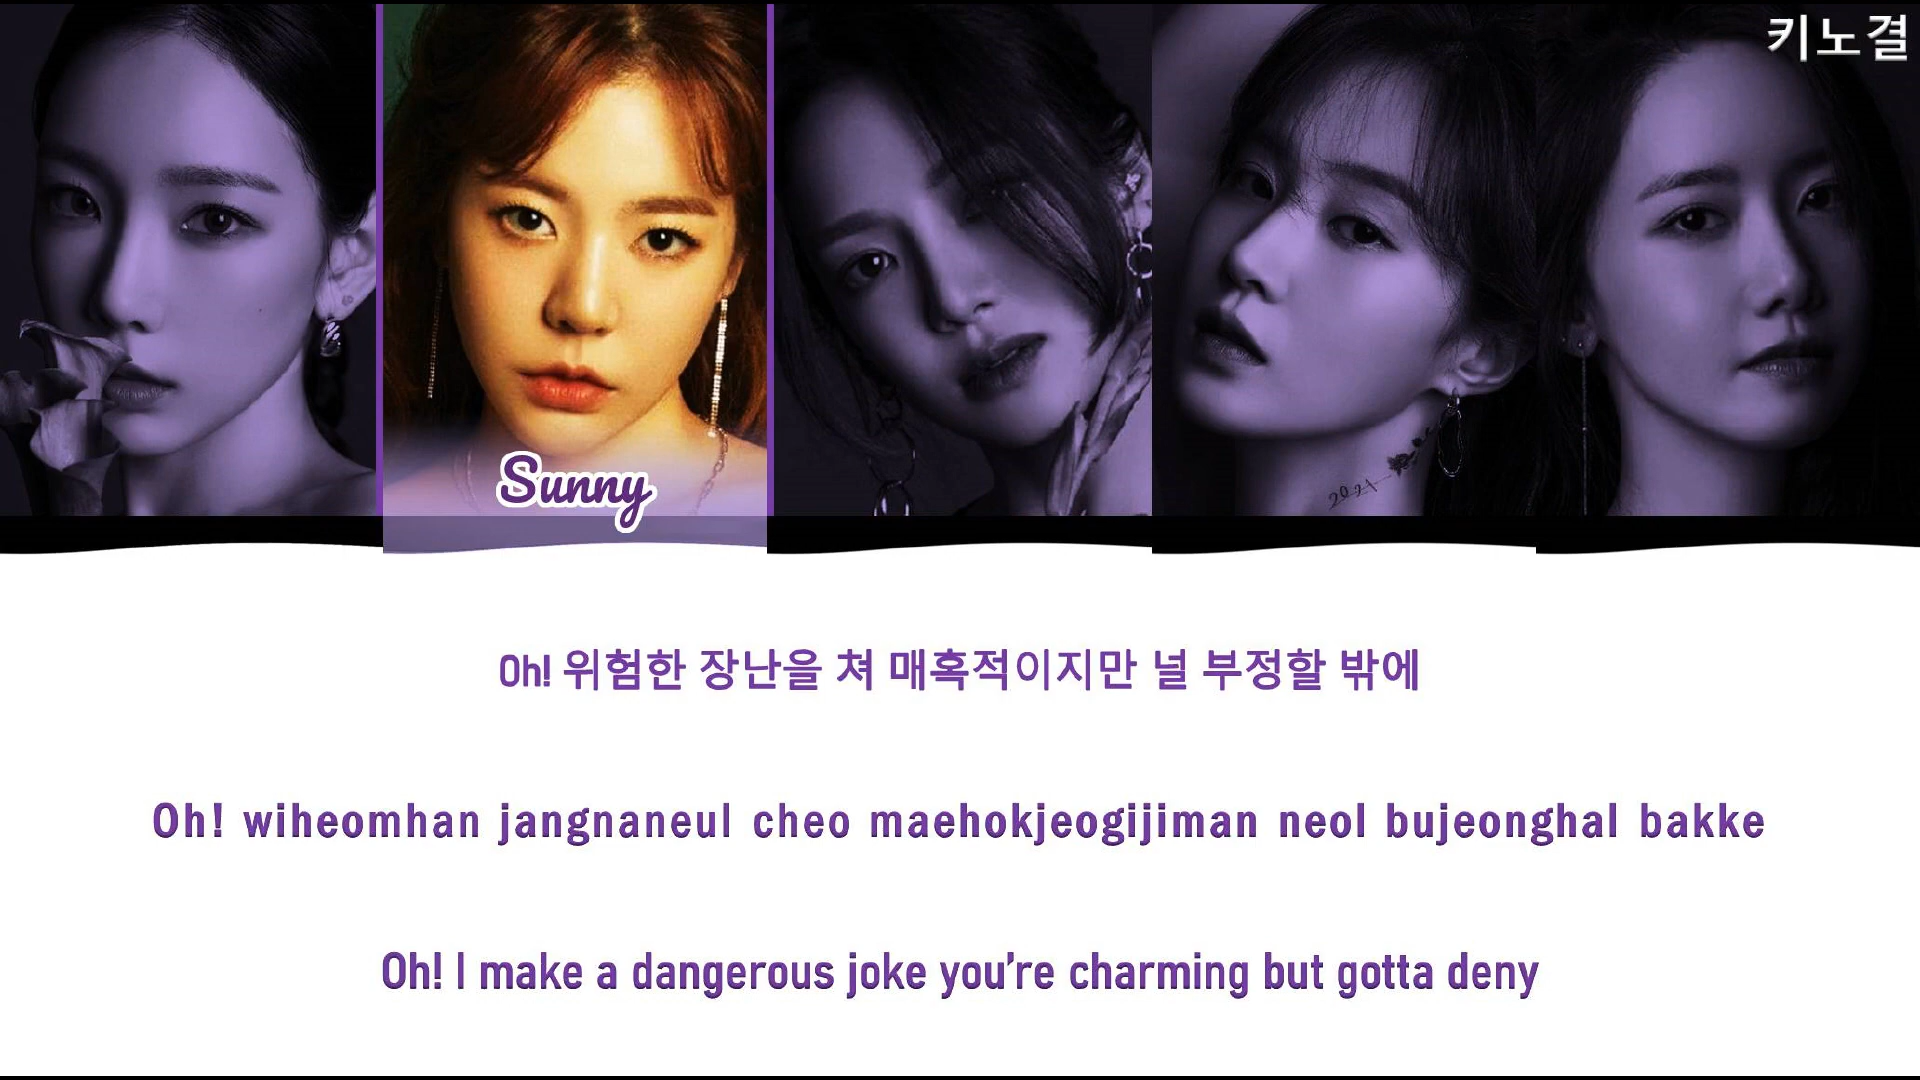 키노결
Sunny
Oh! 위험한 장난을 쳐 매혹적이지만 널 부정할 밖에
Oh! wiheomhan jangnaneul cheo maehokjeogijiman neol bujeonghal bakke
Oh! I make a dangerous joke you’re charming but gotta deny
2021